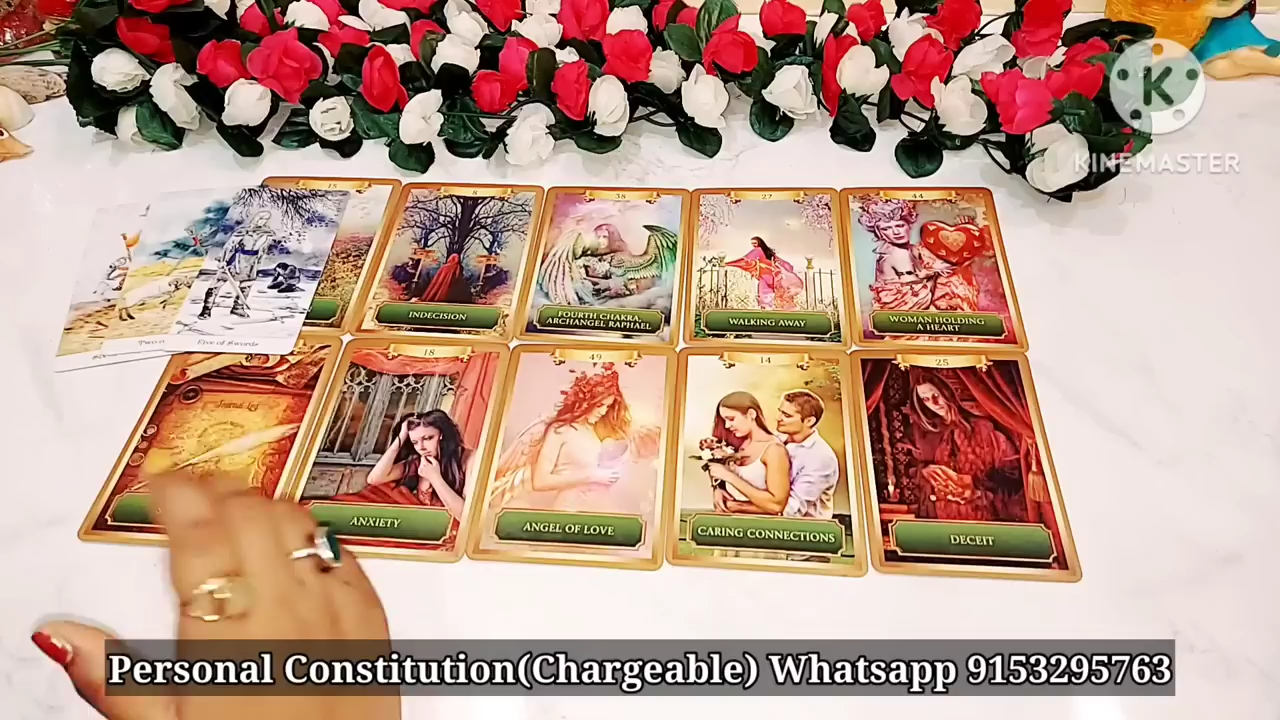 K
KINEMASTER
15
8
38
27
44
INDECISION
FOURTH CHAKRA,
ARCHANGEL RAPHAEL
WALKING AWAY
WOMAN HOLDING
A HEART
Five of Swords
18
49
14
25
ANXIETY
ANGEL OF LOVE
CARING CONNECTIONS
DECEIT
Personal Constitution(Chargeable) Whatsapp 9153295763